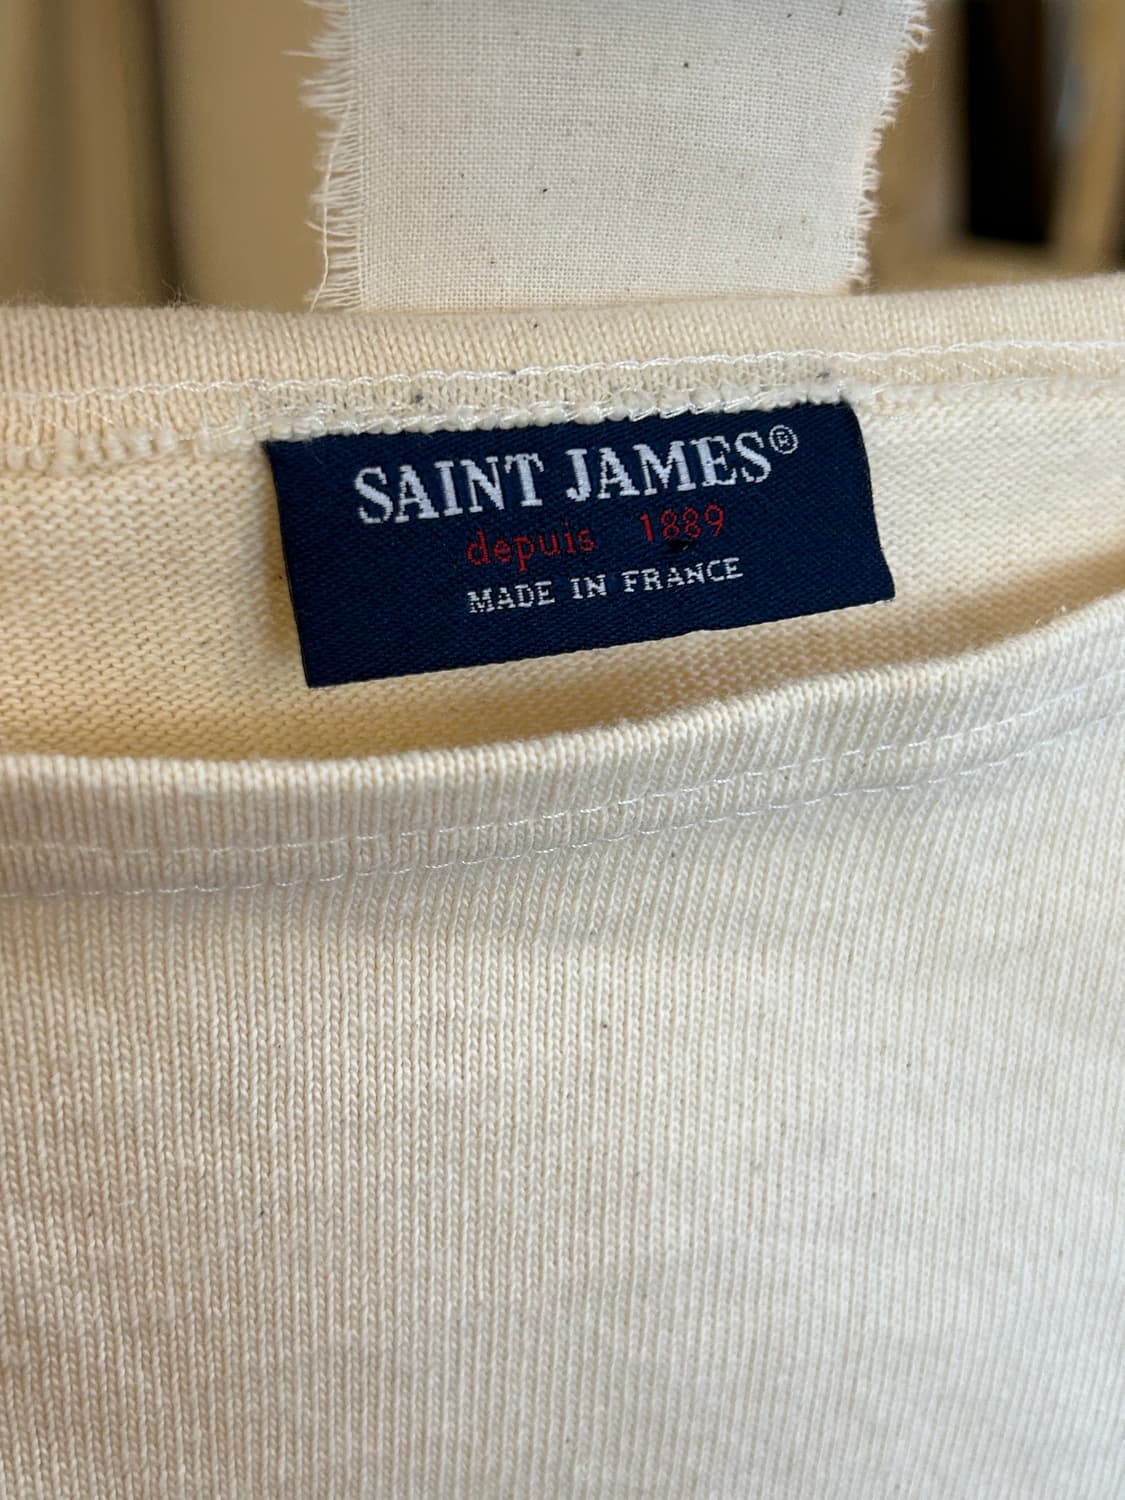 SAINT JAMES®
depuis 1889
MADE IN FRANCE